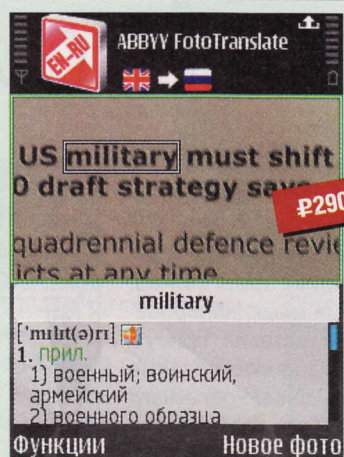 EN-RU
ABBYY FotoTranslate
US military must shift
0 draft strategy says
₽290
quadrennial defence revie
icts at any time
military
['mılıt(ə)rı]
1. прил.
1) военный; воинский,
армейский
2) военного образца
Функции Новое фото